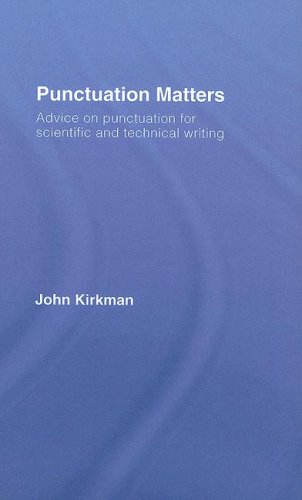 Punctuation Matters
Advice on punctuation for
scientific and technical writing
John Kirkman